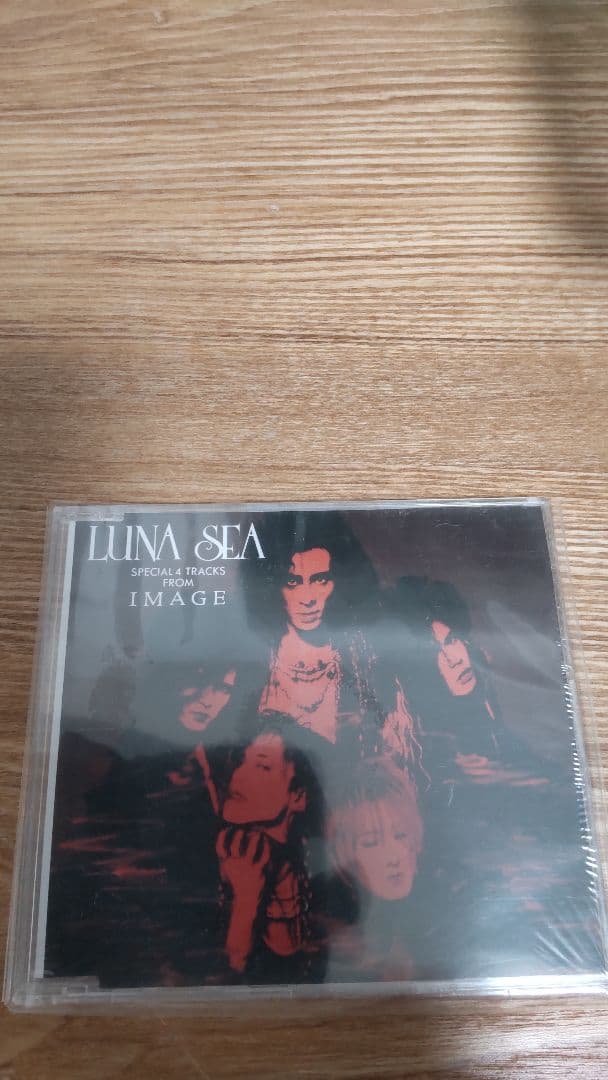 LUNA SEA
SPECIAL 4 TRACKS
FROM
IMAGE